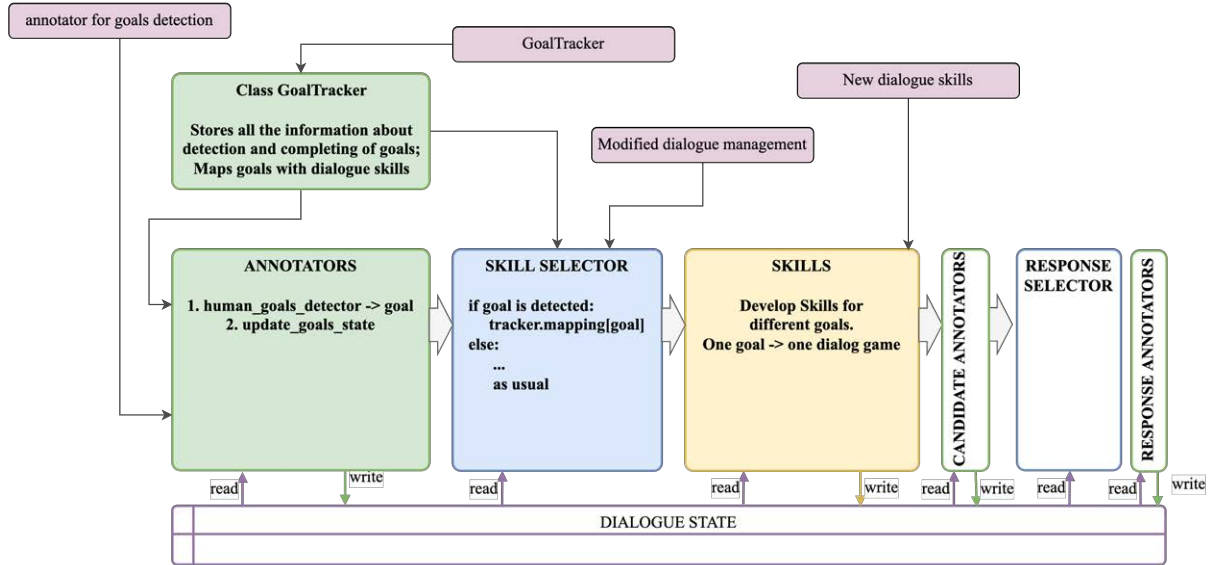 annotator for goals detection
GoalTracker
New dialogue skills
Modified dialogue management
Class GoalTracker
Stores all the information about
detection and completing of goals;
Maps goals with dialogue skills
ANNOTATORS
1. human_goals_detector -> goal
2. update_goals_state
SKILL SELECTOR
if goal is detected:
tracker.mapping[goal]
else:
...
as usual
SKILLS
Develop Skills for
different goals.
One goal -> one dialog game
CANDIDATE ANNOTATORS
RESPONSE
SELECTOR
RESPONSE ANNOTATORS
read
write
read
read
write
read
write
read
read
write
DIALOGUE STATE